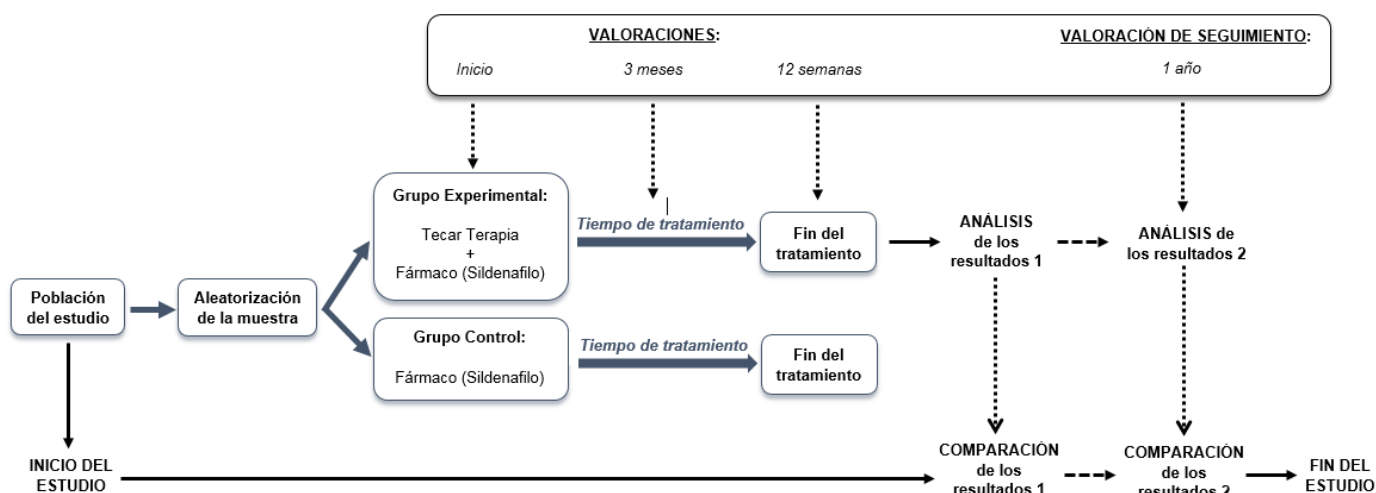 VALORACIONES:
VALORACIÓN DE SEGUIMIENTO:
Inicio
3 meses
12 semanas
1 año
Grupo Experimental:
Tecar Terapia
+
Fármaco (Sildenafilo)
Tiempo de tratamiento
Fin del
tratamiento
ANÁLISIS
de los
resultados 1
ANÁLISIS de
los resultados 2
Población
del estudio
Aleatorización
de la muestra
Grupo Control:
Fármaco (Sildenafilo)
Tiempo de tratamiento
Fin del
tratamiento
INICIO DEL
ESTUDIO
COMPARACIÓN
de los
resultados 1
COMPARACIÓN
de los
resultados 2
FIN DEL
ESTUDIO